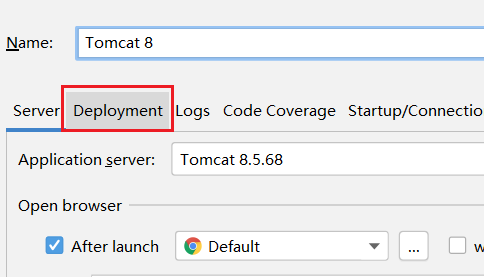 Name: Tomcat 8
Server Deployment Logs Code Coverage Startup/Connectio
Application server: Tomcat 8.5.68
Open browser
After launch Default ... w